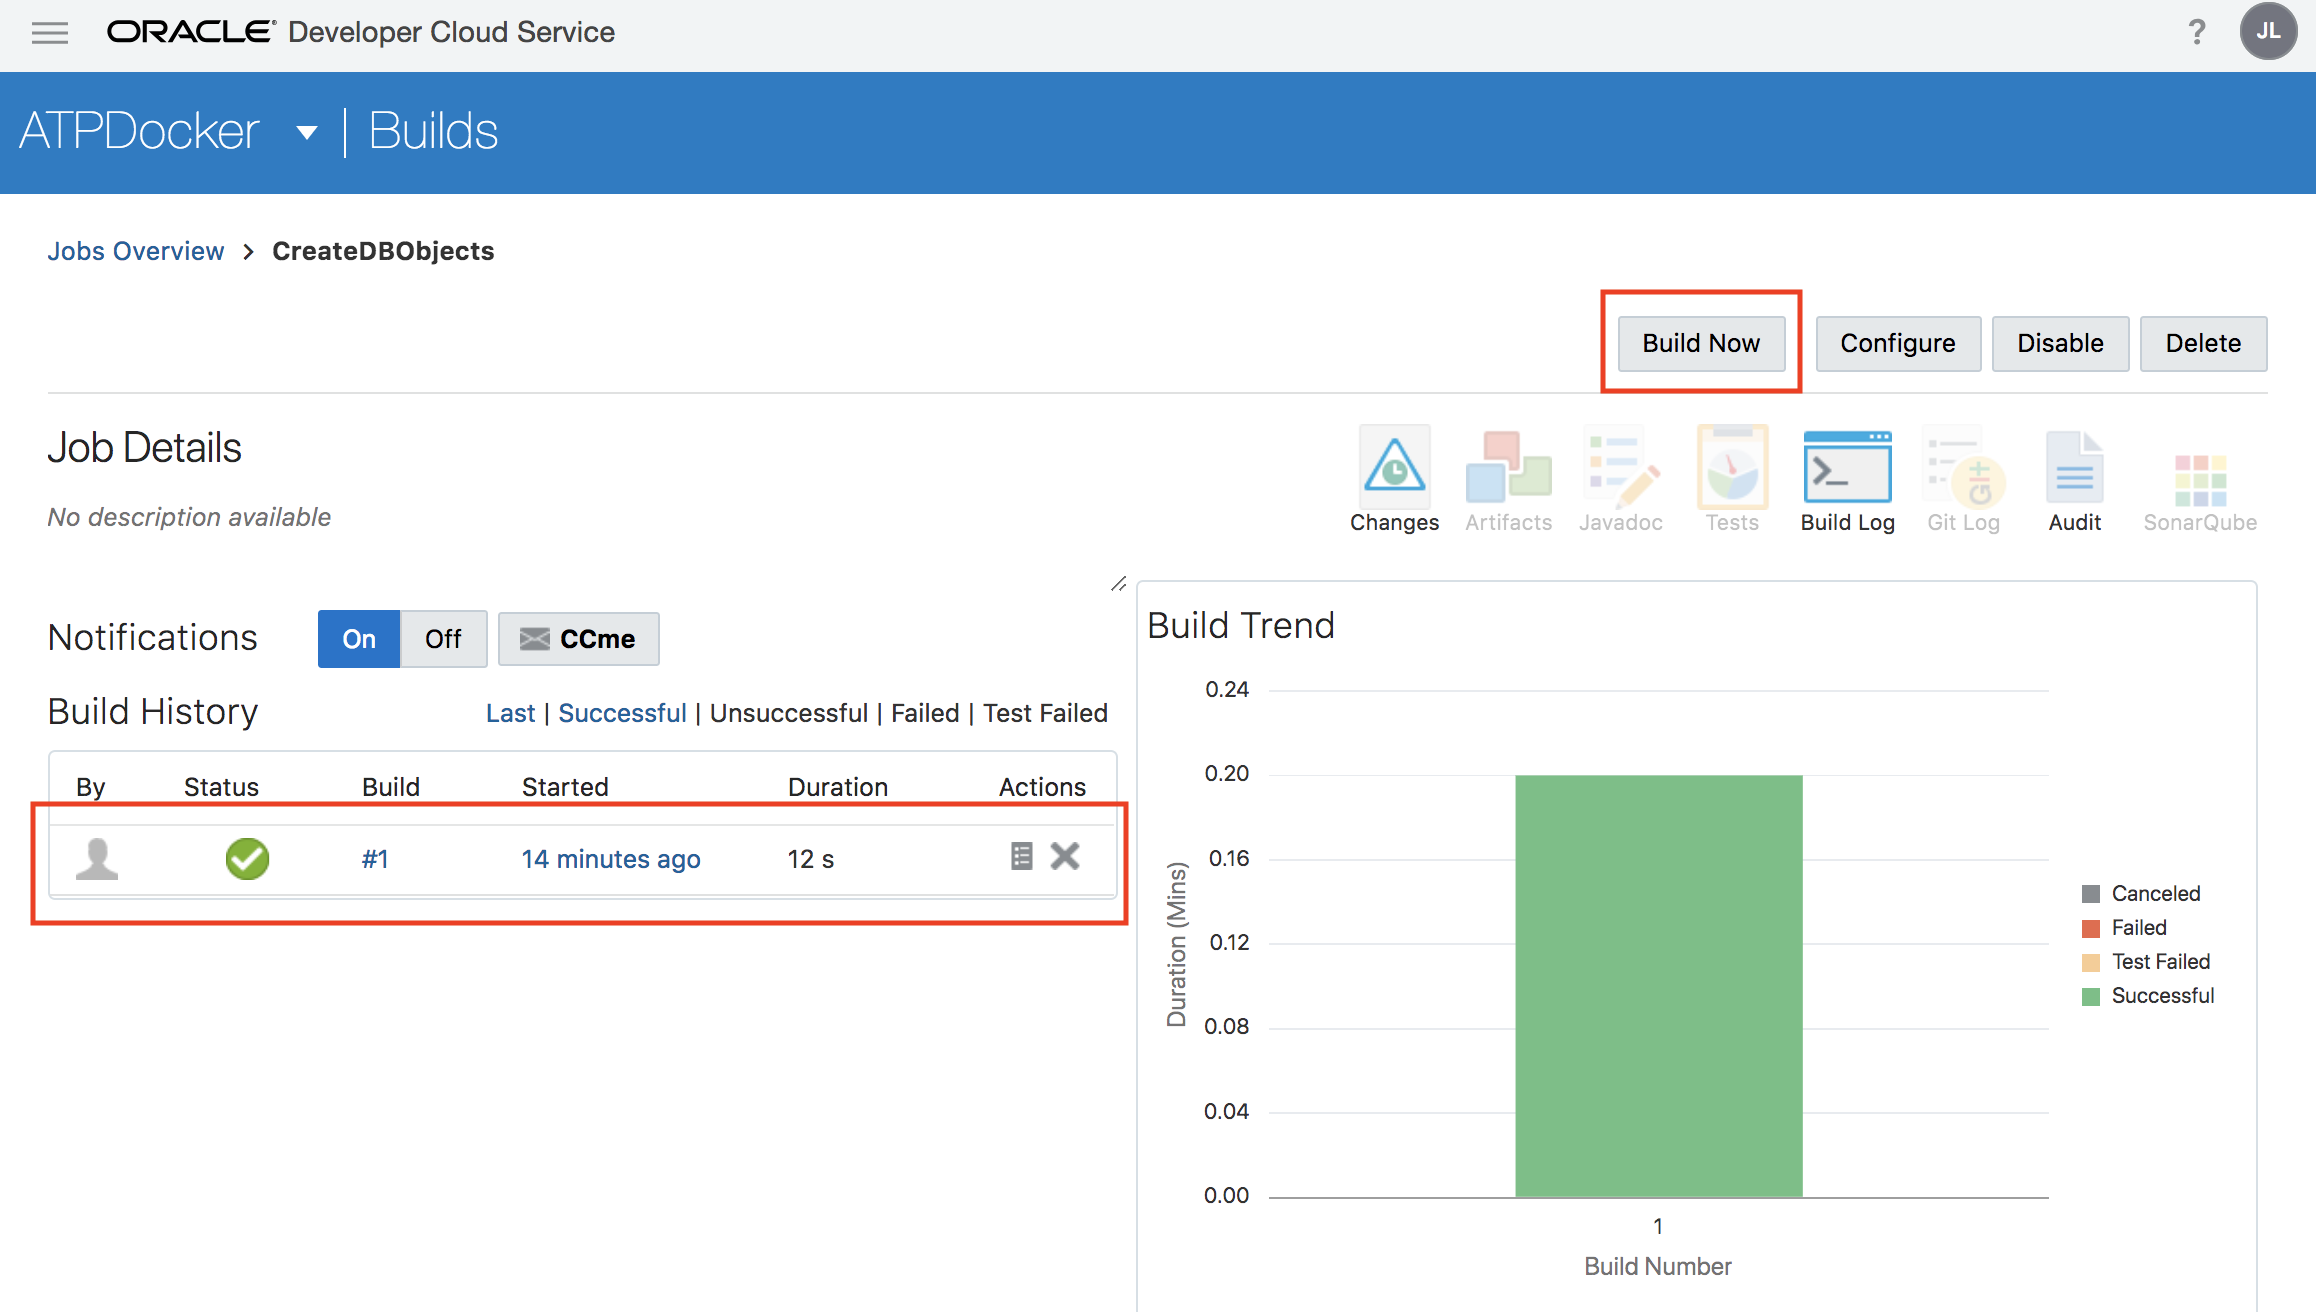 ORACLE® Developer Cloud Service ? JL
ATPDocker | Builds
Jobs Overview > CreateDBObjects
Build Now Configure Disable Delete
Job Details
No description available
Changes Artifacts Javadoc Tests Build Log Git Log Audit SonarQube
Notifications On Off CCme
Build History Last | Successful | Unsuccessful | Failed | Test Failed
By Status Build Started Duration Actions
#1 14 minutes ago 12 s
Build Trend
0.24
0.20
0.16
0.12
0.08
0.04
0.00
Duration (Mins)
1
Build Number
Canceled
Failed
Test Failed
Successful